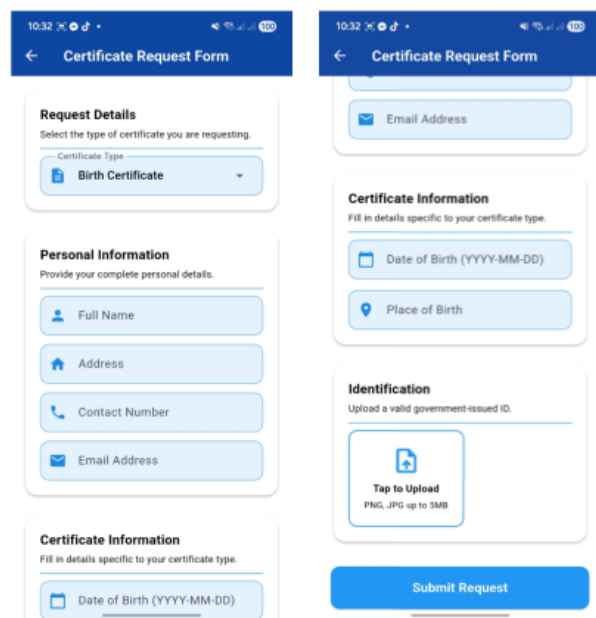 10:32
100
Certificate Request Form
Request Details
Select the type of certificate you are requesting.
Certificate Type
Birth Certificate
Personal Information
Provide your complete personal details.
Full Name
Address
Contact Number
Email Address
Certificate Information
Fill in details specific to your certificate type.
Date of Birth (YYYY-MM-DD)
10:32
100
Certificate Request Form
Email Address
Certificate Information
Fill in details specific to your certificate type.
Date of Birth (YYYY-MM-DD)
Place of Birth
Identification
Upload a valid government-issued ID.
Tap to Upload
PNG, JPG up to 5MB
Submit Request